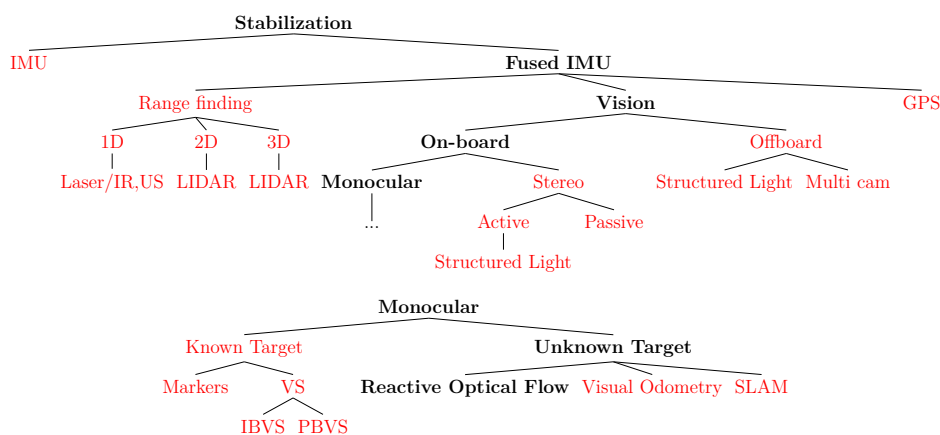 Stabilization
IMU Fused IMU
Range finding Vision GPS
1D 2D 3D On-board Offboard
Laser/IR,US LIDAR LIDAR Monocular Stereo Structured Light Multi cam
... Active Passive
Structured Light
Monocular
Known Target Unknown Target
Markers VS Reactive Optical Flow Visual Odometry SLAM
IBVS PBVS